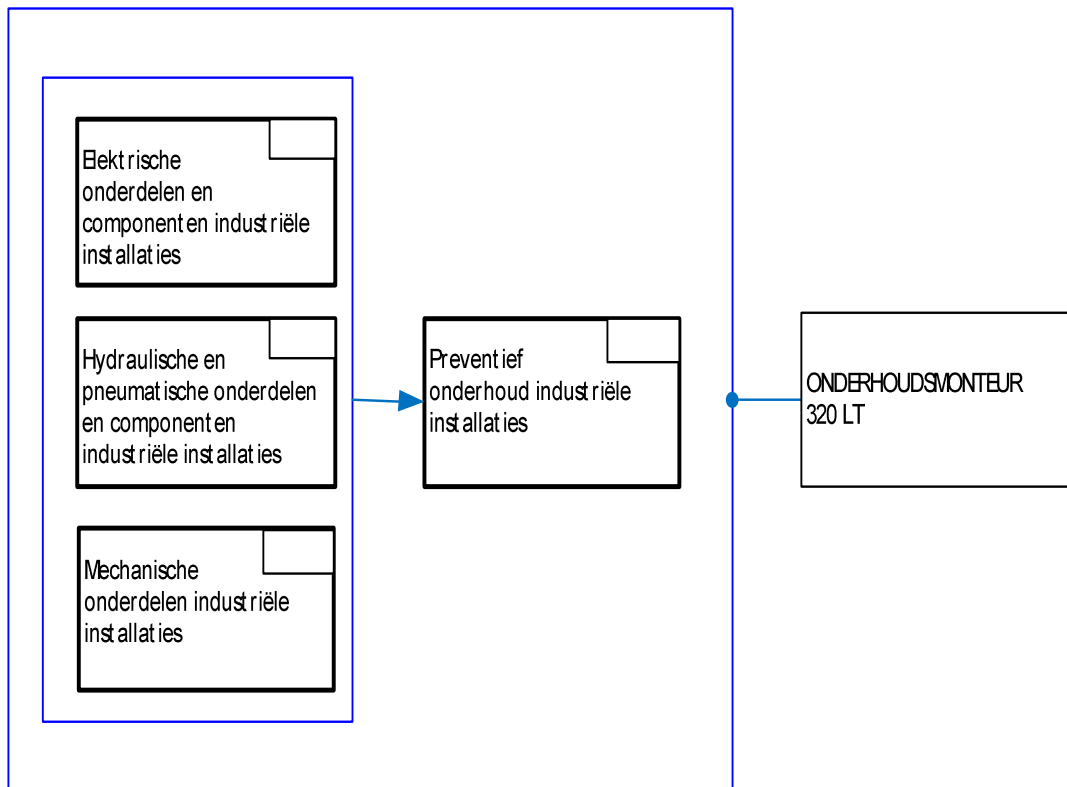 Elektrische
onderdelen en
componenten industriële
installaties
Hydraulische en
pneumatische onderdelen
en componenten
industriële installaties
Mechanische
onderdelen industriële
installaties
Preventief
onderhoud industriële
installaties
ONDERHOUDSMONTEUR
320 LT